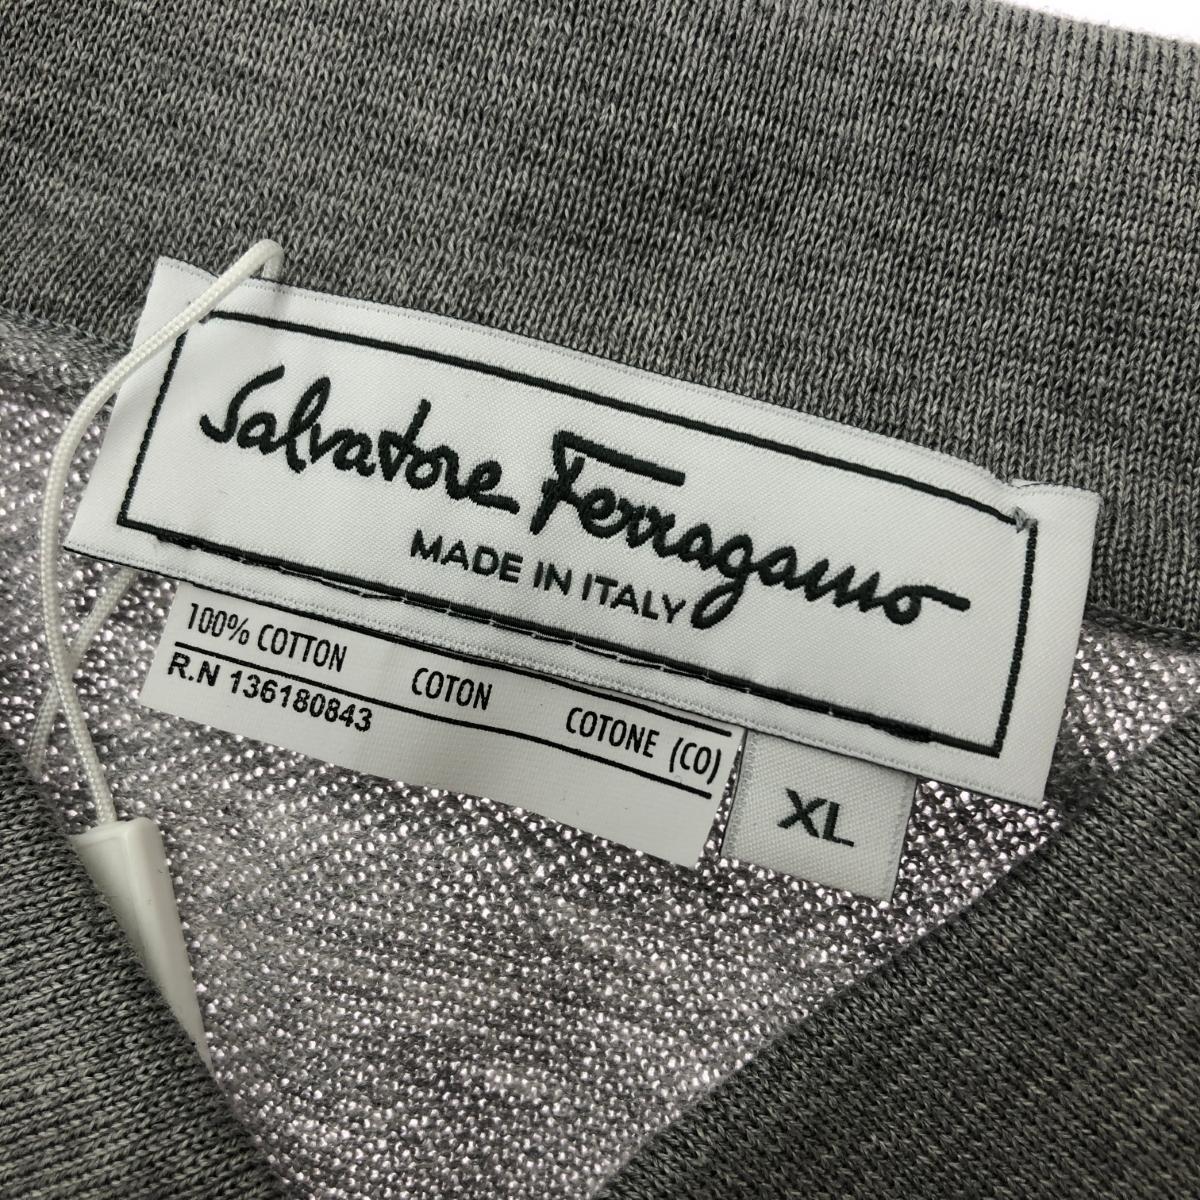 Salvatore Ferragamo
MADE IN ITALY
100% COTTON COTON COTONE (CO)
R.N 136180843
XL